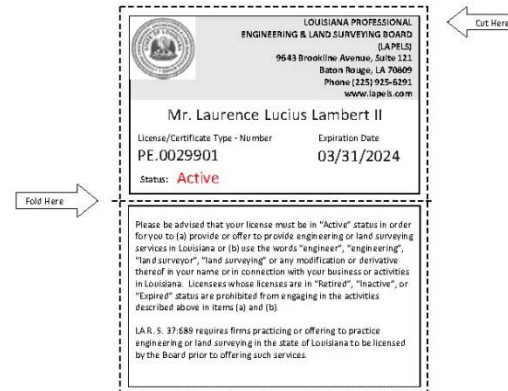 LOUISIANA PROFESSIONAL
ENGINEERING & LAND SURVEYING BOARD
(LAPELS)
9643 Brookline Avenue, Suite 121
Baton Rouge, LA 70809
Phone (225) 925-6291
www.lapels.com
Cut Here
Mr. Laurence Lucius Lambert II
License/Certificate Type - Number Expiration Date
PE.0029901 03/31/2024
Status: Active
Fold Here
Please be advised that your license must be in "Active" status in order
for you to (a) provide or offer to provide engineering or land surveying
services in Louisiana or (b) use the words "engineer", "engineering",
"land surveyor", "land surveying" or any modification or derivative
thereof in your name or in connection with your business or activities
in Louisiana. Licensees whose licenses are in "Retired", "Inactive", or
"Expired" status are prohibited from engaging in the activities
described above in items (a) and (b).
LAR. S. 37:689 requires firms practicing or offering to practice
engineering or land surveying in the state of Louisiana to be licensed
by the Board prior to offering such services.